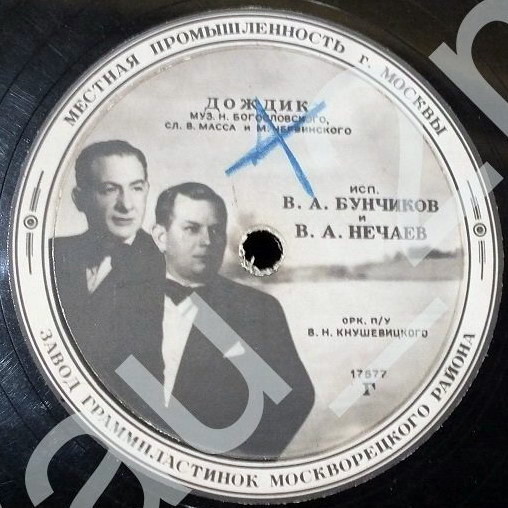 МЕСТНАЯ ПРОМЫШЛЕННОСТЬ г. МОСКВЫ
ДОЖДИК
МУЗ. Н. БОГОСЛОВСКОГО,
СЛ. В. МАССА и М. ЧЕРВИНСКОГО
ИСП.
В. А. БУНЧИКОВ
и
В. А. НЕЧАЕВ
ОРК. П/У
В. Н. КНУШЕВИЦКОГО
17577
Г
ЗАВОД ГРАММПЛАСТИНОК МОСКВОРЕЦКОГО РАЙОНА